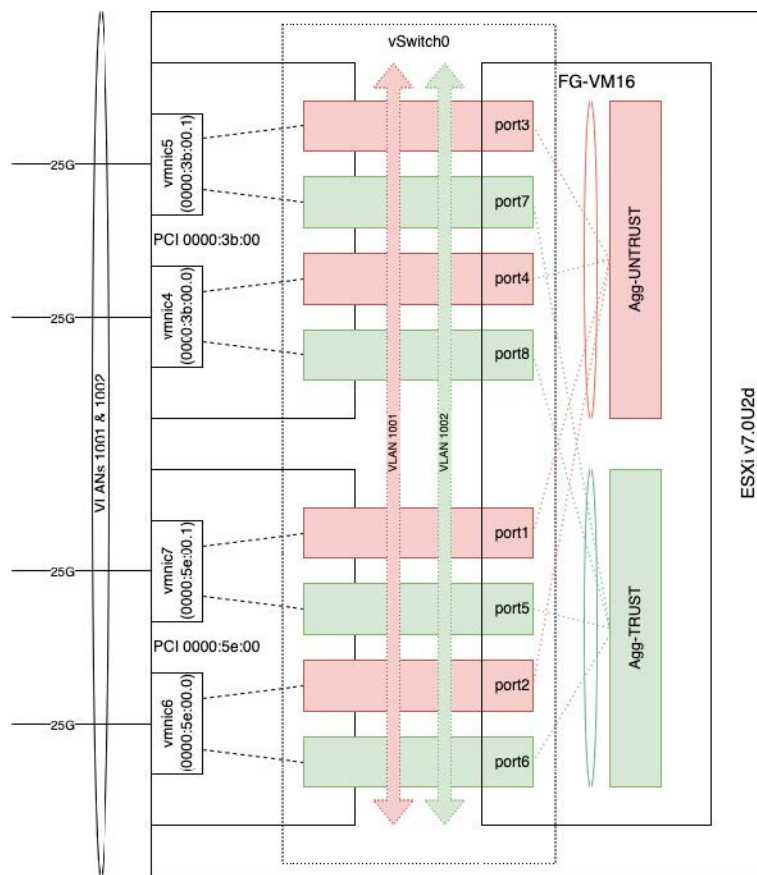 vSwitch0
FG-VM16
port3
vmnic5
(0000:3b:00.1)
25G
port7
PCI 0000:3b:00
port4
Agg-UNTRUST
vmnic4
(0000:3b:00.0)
25G
port8
VLANs 1001 & 1002
VLAN 1001
VLAN 1002
ESXi v7.0U2d
port1
vmnic7
(0000:5e:00.1)
25G
port5
Agg-TRUST
PCI 0000:5e:00
port2
vmnic6
(0000:5e:00.0)
25G
port6